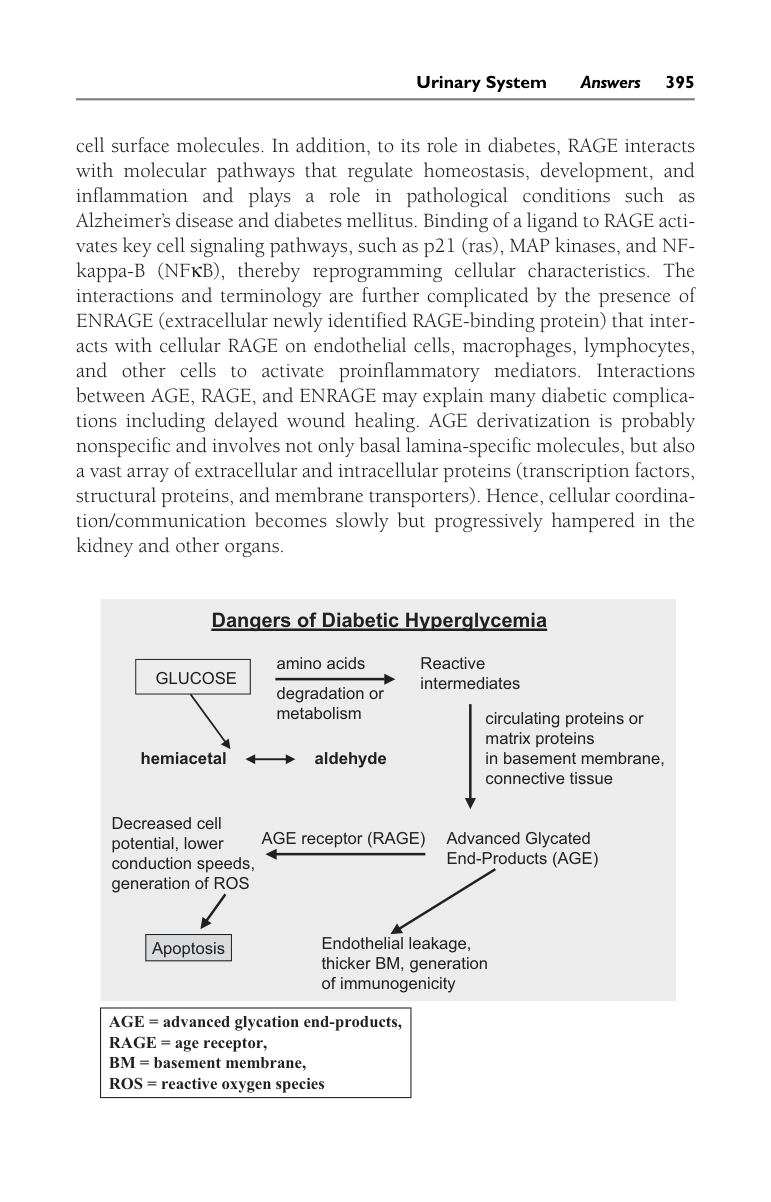 Urinary System Answers 395
cell surface molecules. In addition, to its role in diabetes, RAGE interacts
with molecular pathways that regulate homeostasis, development, and
inflammation and plays a role in pathological conditions such as
Alzheimer's disease and diabetes mellitus. Binding of a ligand to RAGE acti-
vates key cell signaling pathways, such as p21 (ras), MAP kinases, and NF-
kappa-B (NFκB), thereby reprogramming cellular characteristics. The
interactions and terminology are further complicated by the presence of
ENRAGE (extracellular newly identified RAGE-binding protein) that inter-
acts with cellular RAGE on endothelial cells, macrophages, lymphocytes,
and other cells to activate proinflammatory mediators. Interactions
between AGE, RAGE, and ENRAGE may explain many diabetic complica-
tions including delayed wound healing. AGE derivatization is probably
nonspecific and involves not only basal lamina-specific molecules, but also
a vast array of extracellular and intracellular proteins (transcription factors,
structural proteins, and membrane transporters). Hence, cellular coordina-
tion/communication becomes slowly but progressively hampered in the
kidney and other organs.
Dangers of Diabetic Hyperglycemia
GLUCOSE
amino acids
degradation or
metabolism
Reactive
intermediates
circulating proteins or
matrix proteins
in basement membrane,
connective tissue
hemiacetal
aldehyde
Decreased cell
potential, lower
conduction speeds,
generation of ROS
AGE receptor (RAGE)
Advanced Glycated
End-Products (AGE)
Apoptosis
Endothelial leakage,
thicker BM, generation
of immunogenicity
AGE = advanced glycation end-products,
RAGE = age receptor,
BM = basement membrane,
ROS = reactive oxygen species